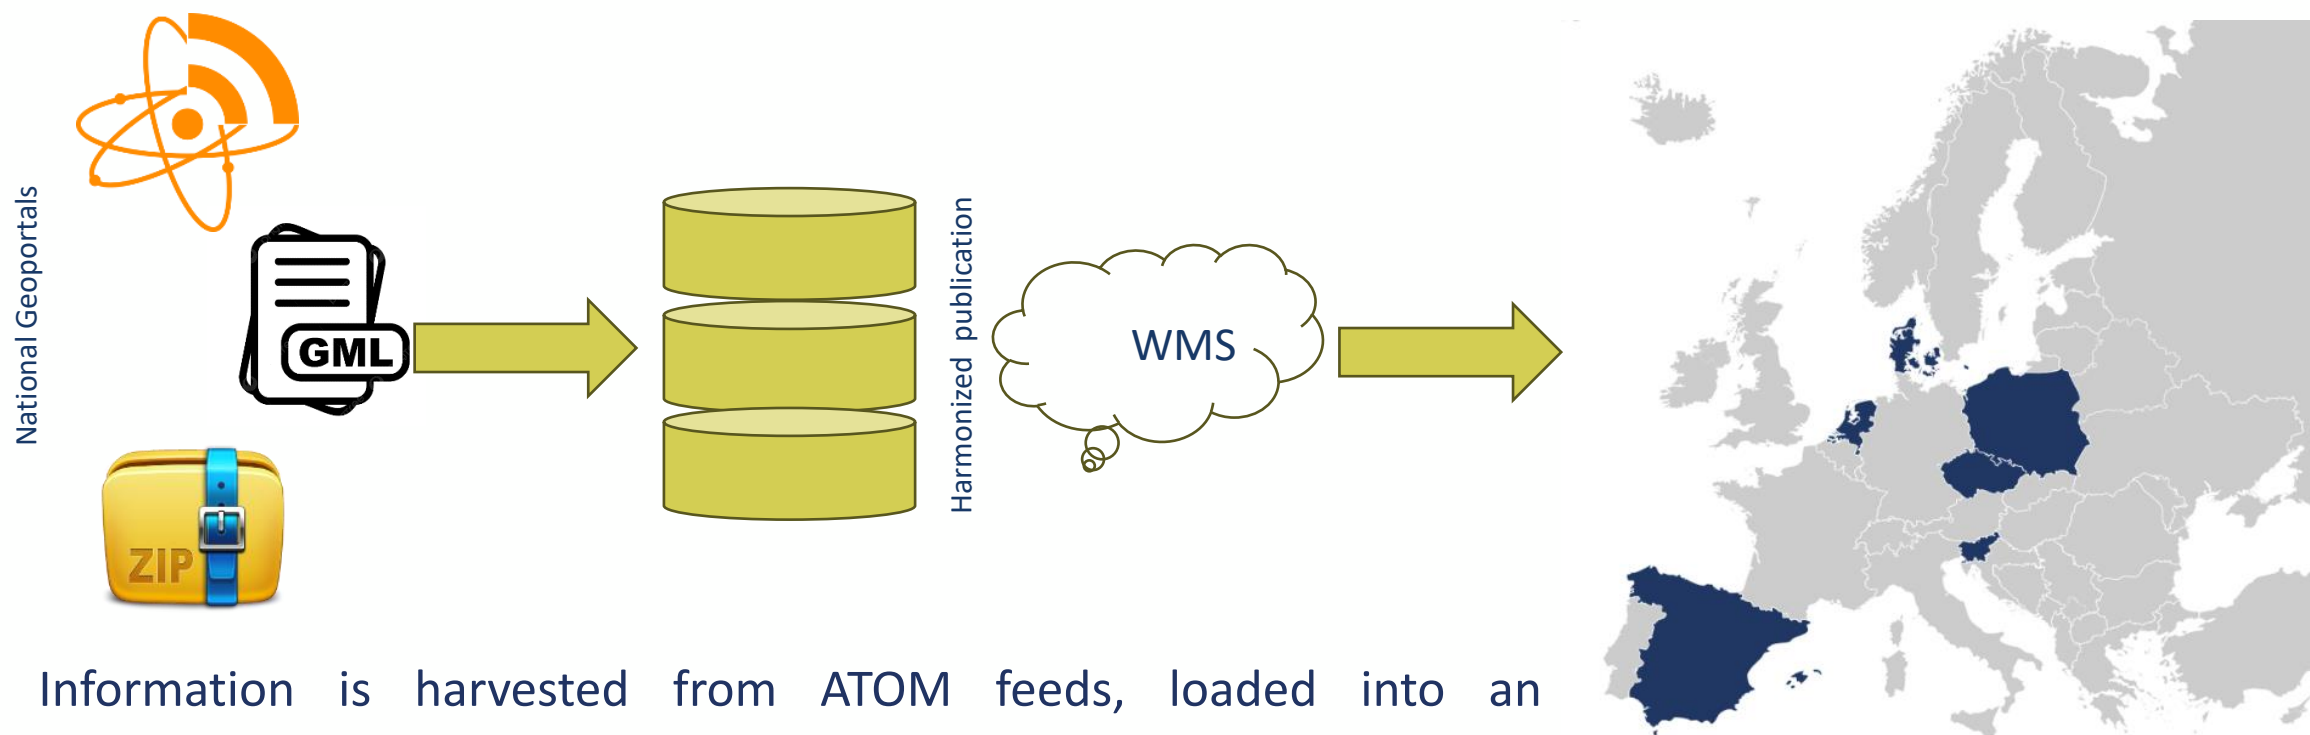 National Geoportals
GML
ZIP
Harmonized publication
WMS
Information is harvested from ATOM feeds, loaded into an